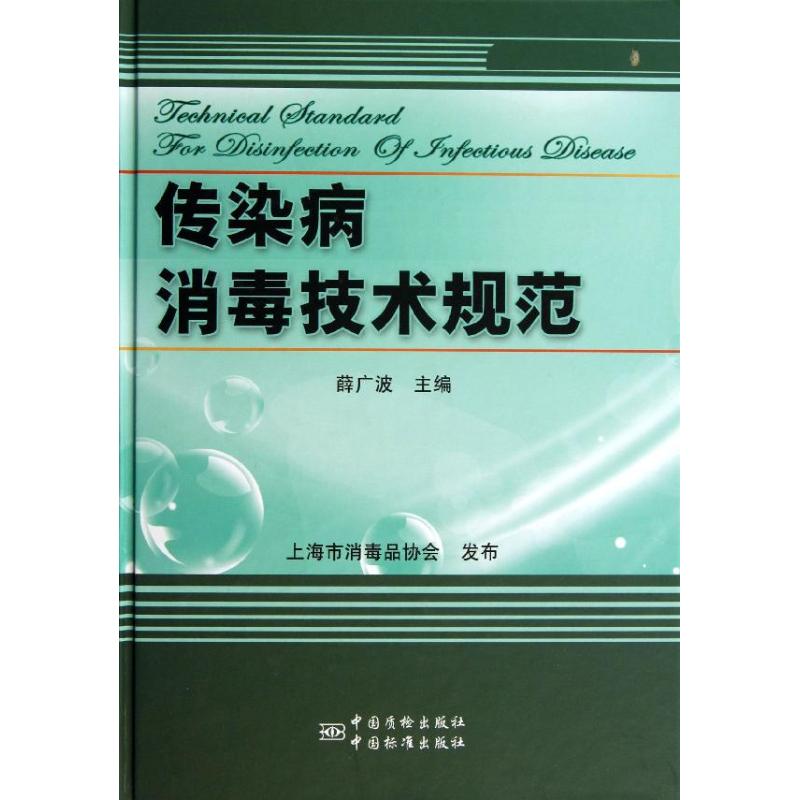 Technical Standard
For Disinfection Of Infectious Disease
传染病
消毒技术规范
薛广波 主编
上海市消毒品协会 发布
中国质检出版社
中国标准出版社